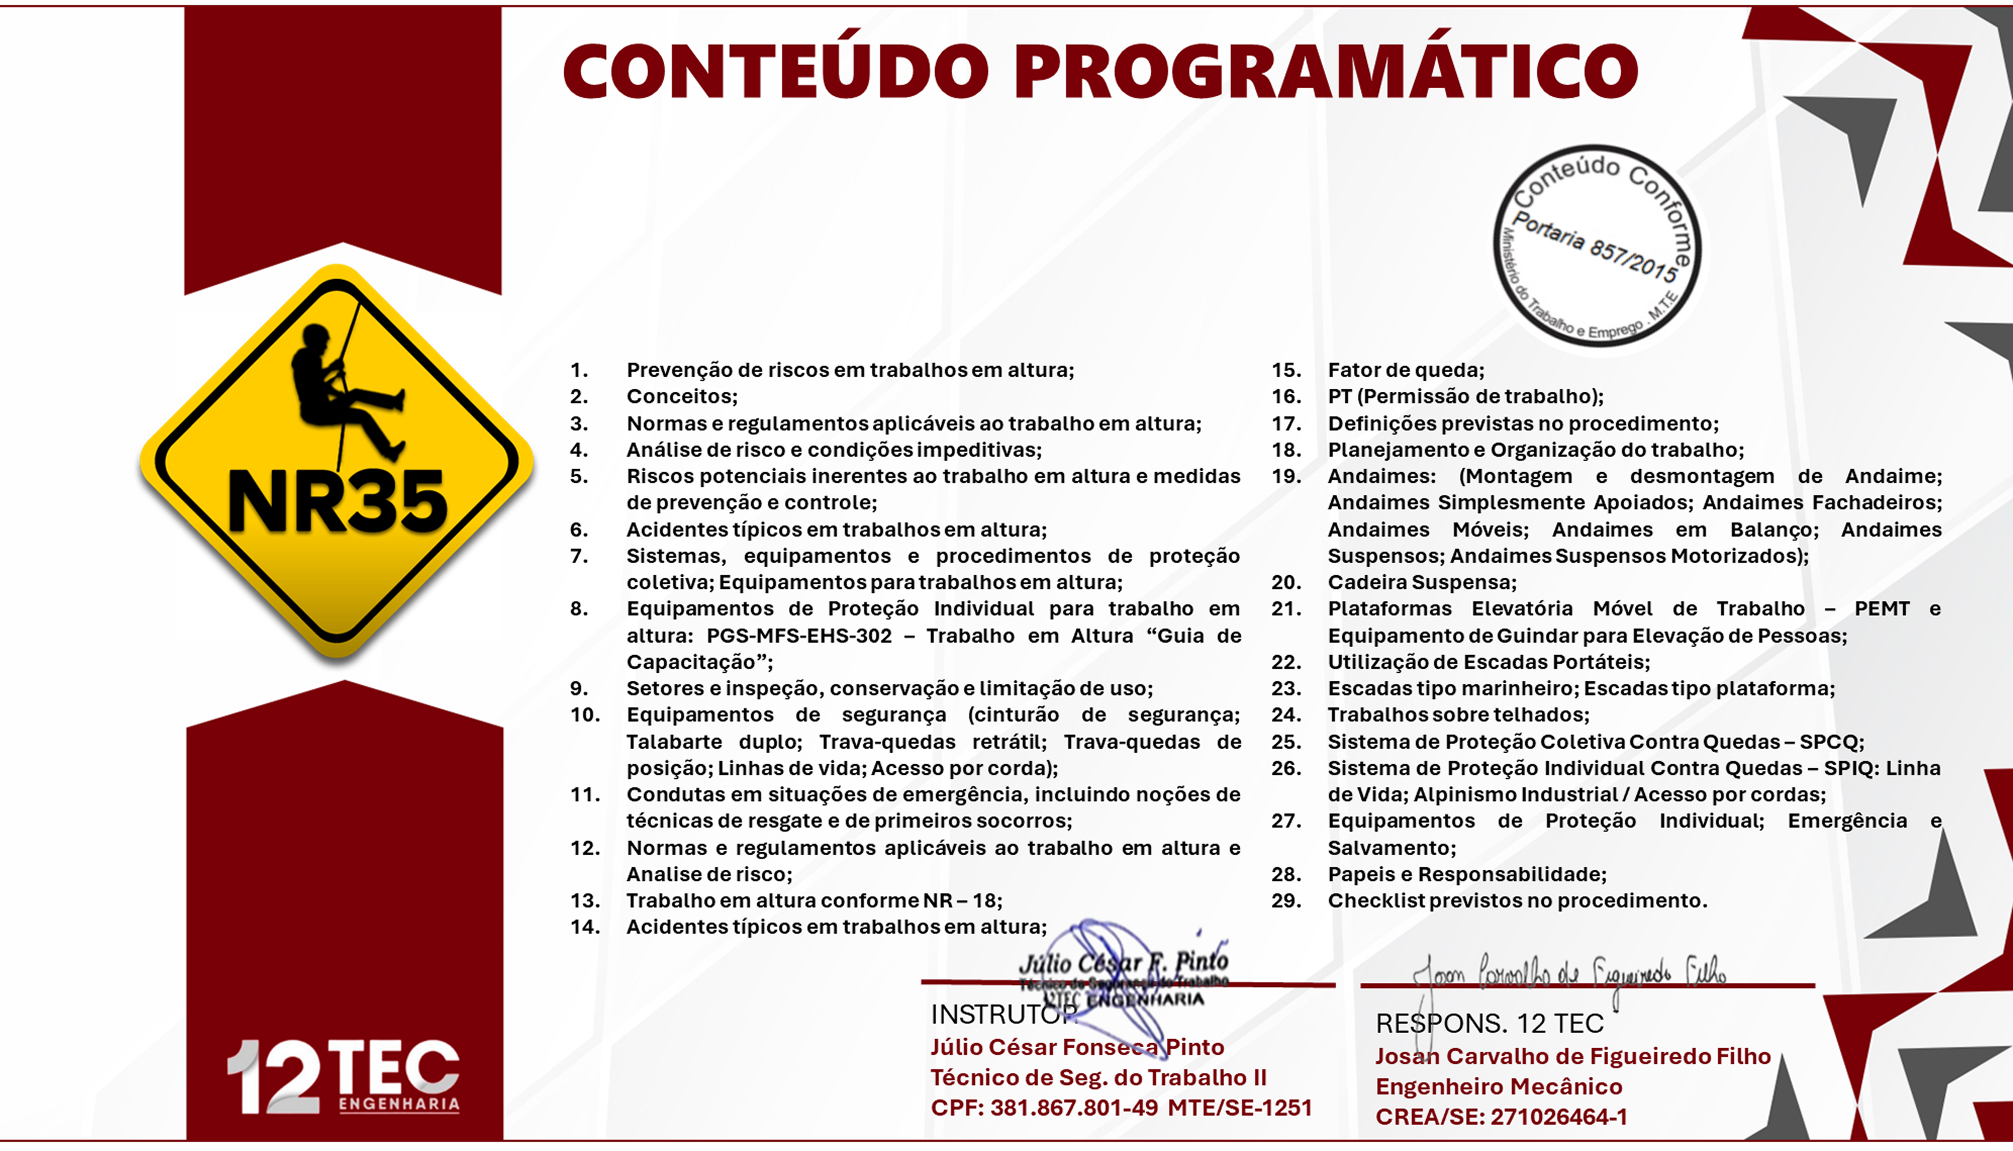 CONTEÚDO PROGRAMÁTICO
Conteúdo Conforme
Portaria 857/2015
Ministério do Trabalho e Emprego . M.T.E
NR35
1. Prevenção de riscos em trabalhos em altura;
2. Conceitos;
3. Normas e regulamentos aplicáveis ao trabalho em altura;
4. Análise de risco e condições impeditivas;
5. Riscos potenciais inerentes ao trabalho em altura e medidas
de prevenção e controle;
6. Acidentes típicos em trabalhos em altura;
7. Sistemas, equipamentos e procedimentos de proteção
coletiva; Equipamentos para trabalhos em altura;
8. Equipamentos de Proteção Individual para trabalho em
altura: PGS-MFS-EHS-302 – Trabalho em Altura “Guia de
Capacitação”;
9. Setores e inspeção, conservação e limitação de uso;
10. Equipamentos de segurança (cinturão de segurança;
Talabarte duplo; Trava-quedas retrátil; Trava-quedas de
posição; Linhas de vida; Acesso por corda);
11. Condutas em situações de emergência, incluindo noções de
técnicas de resgate e de primeiros socorros;
12. Normas e regulamentos aplicáveis ao trabalho em altura e
Analise de risco;
13. Trabalho em altura conforme NR – 18;
14. Acidentes típicos em trabalhos em altura;
15. Fator de queda;
16. PT (Permissão de trabalho);
17. Definições previstas no procedimento;
18. Planejamento e Organização do trabalho;
19. Andaimes: (Montagem e desmontagem de Andaime;
Andaimes Simplesmente Apoiados; Andaimes Fachadeiros;
Andaimes Móveis; Andaimes em Balanço; Andaimes
Suspensos; Andaimes Suspensos Motorizados);
20. Cadeira Suspensa;
21. Plataformas Elevatória Móvel de Trabalho – PEMT e
Equipamento de Guindar para Elevação de Pessoas;
22. Utilização de Escadas Portáteis;
23. Escadas tipo marinheiro; Escadas tipo plataforma;
24. Trabalhos sobre telhados;
25. Sistema de Proteção Coletiva Contra Quedas – SPCQ;
26. Sistema de Proteção Individual Contra Quedas – SPIQ: Linha
de Vida; Alpinismo Industrial / Acesso por cordas;
27. Equipamentos de Proteção Individual; Emergência e
Salvamento;
28. Papeis e Responsabilidade;
29. Checklist previstos no procedimento.
Júlio César F. Pinto
Técnico de Segurança do Trabalho
12TEC ENGENHARIA
INSTRUTOR
Júlio César Fonseca Pinto
Técnico de Seg. do Trabalho II
CPF: 381.867.801-49 MTE/SE-1251
Josan Carvalho de Figueiredo Filho
RESPONS. 12 TEC
Josan Carvalho de Figueiredo Filho
Engenheiro Mecânico
CREA/SE: 271026464-1
12 TEC
ENGENHARIA